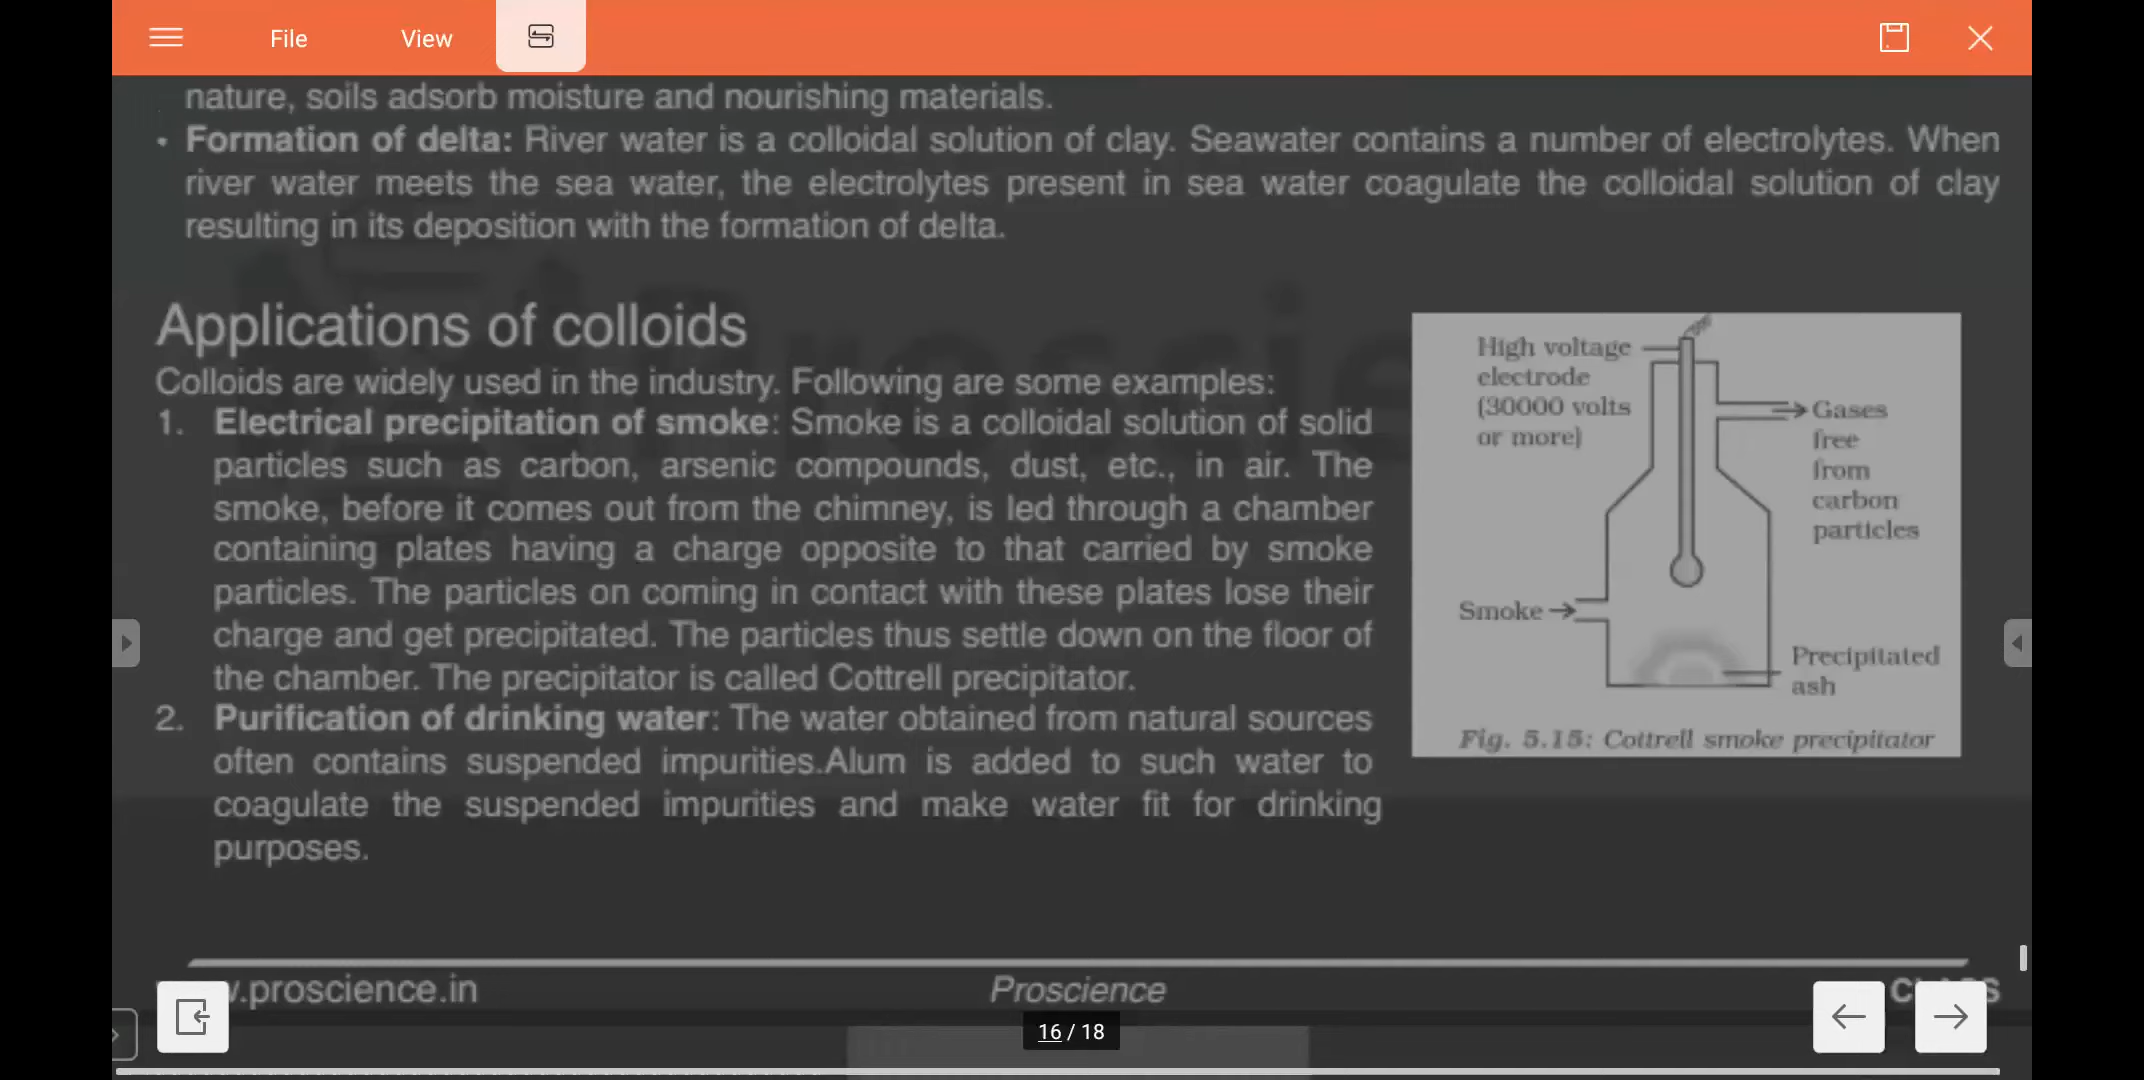 File
View
nature, soils adsorb moisture and nourishing materials.
• Formation of delta: River water is a colloidal solution of clay. Seawater contains a number of electrolytes. When
river water meets the sea water, the electrolytes present in sea water coagulate the colloidal solution of clay
resulting in its deposition with the formation of delta.
Applications of colloids
Colloids are widely used in the industry. Following are some examples:
1. Electrical precipitation of smoke: Smoke is a colloidal solution of solid
particles such as carbon, arsenic compounds, dust, etc., in air. The
smoke, before it comes out from the chimney, is led through a chamber
containing plates having a charge opposite to that carried by smoke
particles. The particles on coming in contact with these plates lose their
charge and get precipitated. The particles thus settle down on the floor of
the chamber. The precipitator is called Cottrell precipitator.
2. Purification of drinking water: The water obtained from natural sources
often contains suspended impurities.Alum is added to such water to
coagulate the suspended impurities and make water fit for drinking
purposes.
High voltage
electrode
(30000 volts
or more)
Gases
free
from
carbon
particles
Smoke
Precipitated
ash
Fig. 5.15: Cottrell smoke precipitator
.proscience.in
Proscience
16 / 18